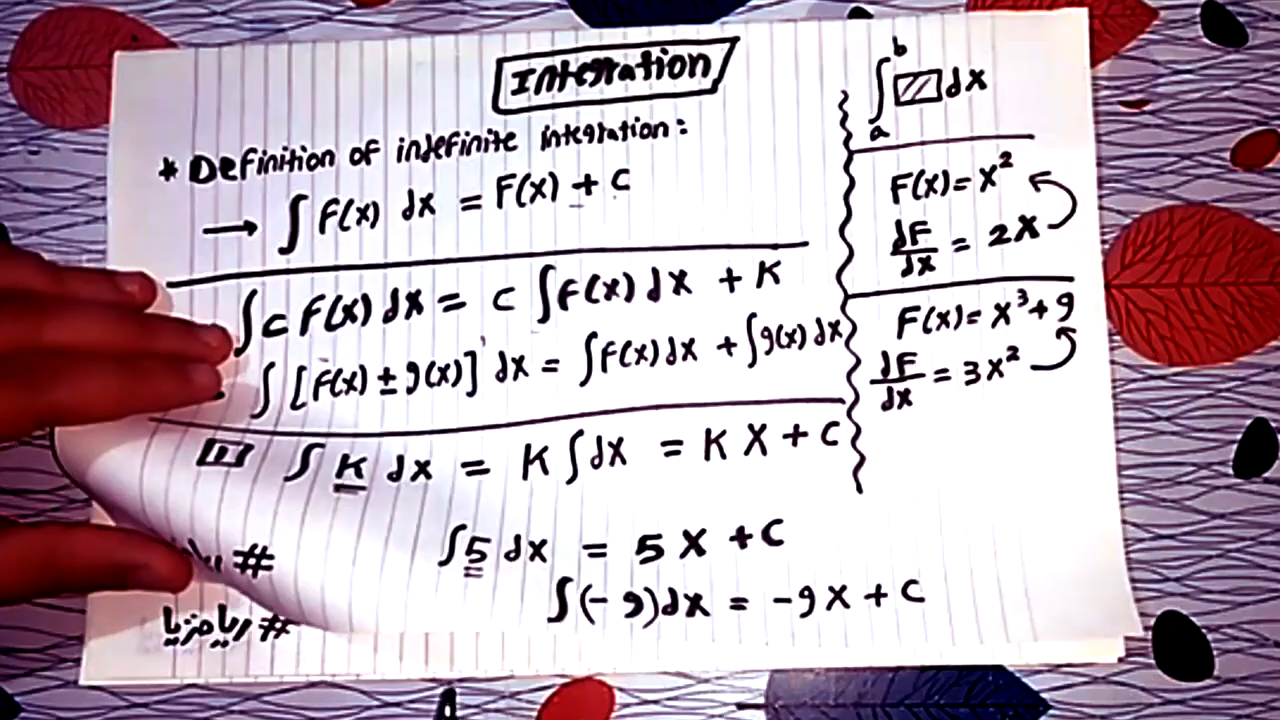 Integration
* Definition of indefinite integration:
→ ∫ F(x) dx = F(x) + C
∫ c F(x) dx = c ∫ F(x) dx + K
∫ [F(x) ± g(x)] dx = ∫ F(x) dx + ∫ g(x) dx
1 ∫ K dx = K ∫ dx = K X + C
∫ 5 dx = 5 X + C
∫ (- 9) dx = - 9 X + C
#
# ريامزيا
∫ₐᵇ dx
F(x) = x²
dF/dx = 2x
F(x) = x³ + 9
dF/dx = 3x²